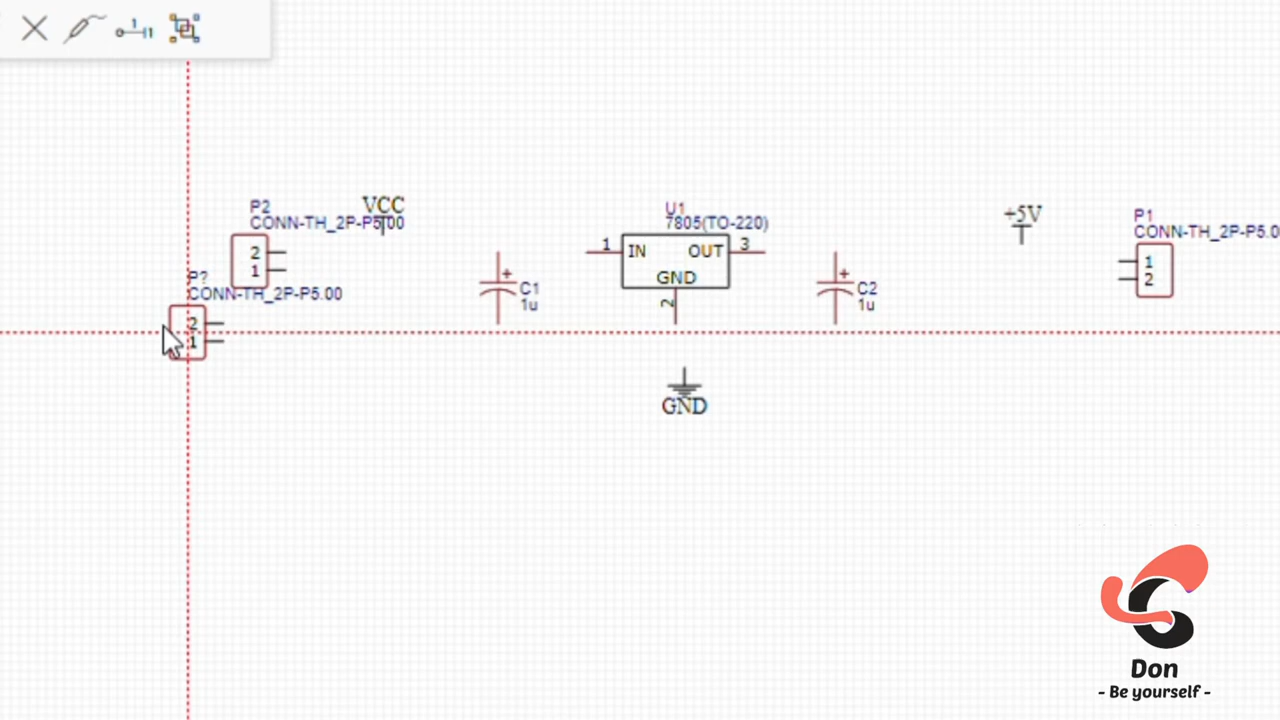 1
1
P2
CONN-TH_2P-P5.00
2
1
VCC
P?
CONN-TH_2P-P5.00
2
1
+
C1
1u
U1
7805(TO-220)
1
IN
OUT
3
GND
2
GND
+
C2
1u
+5V
P1
CONN-TH_2P-P5.0
1
2
Don
- Be yourself -